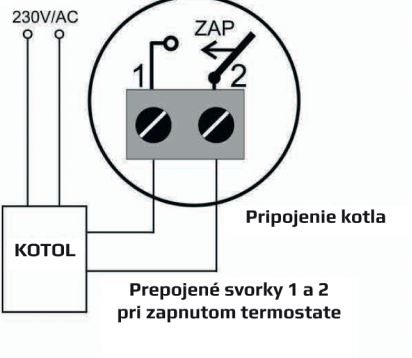 230V/AC
ZAP
1 2
Pripojenie kotla
KOTOL
Prepojené svorky 1 a 2
pri zapnutom termostate